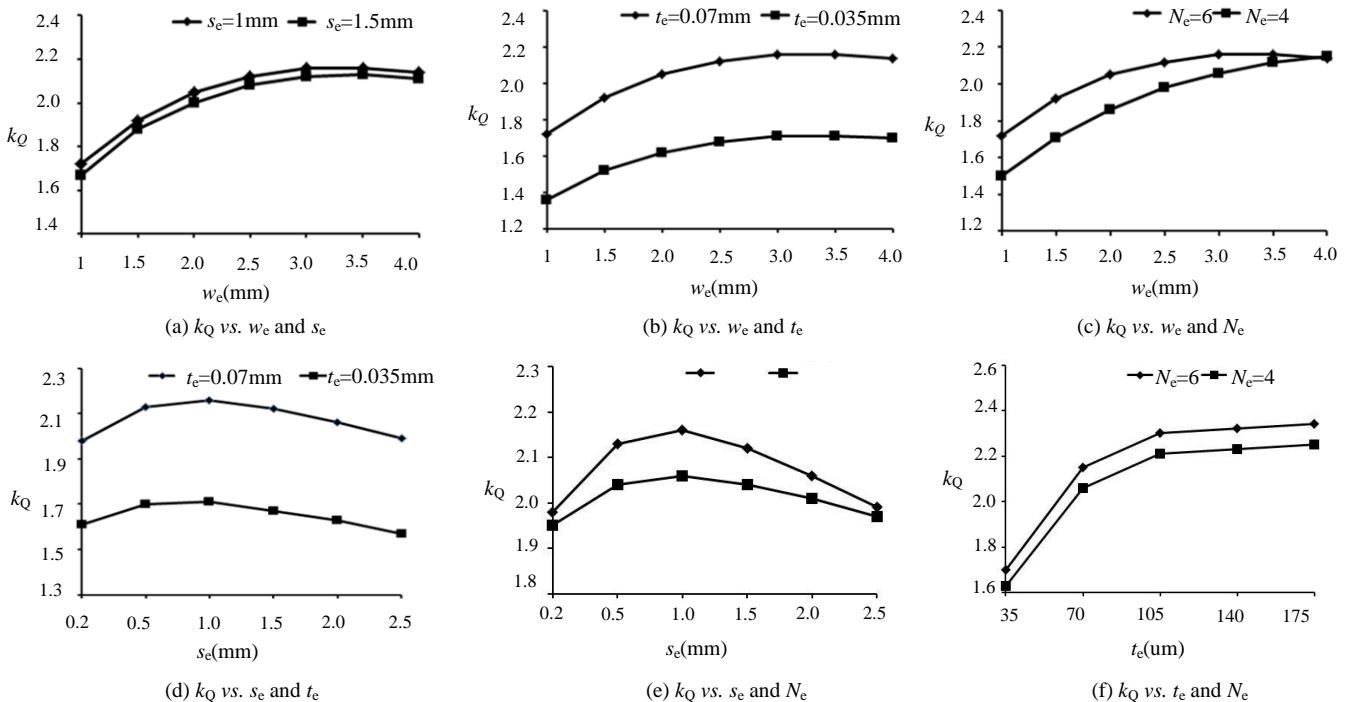 2.4
2.2
2.0
1.8
1.6
1.4
kQ
se=1mm se=1.5mm
1 1.5 2.0 2.5 3.0 3.5 4.0
we(mm)
(a) kQ vs. we and se
2.4
2.2
2.0
1.8
1.6
1.4
1.2
kQ
te=0.07mm te=0.035mm
1 1.5 2.0 2.5 3.0 3.5 4.0
we(mm)
(b) kQ vs. we and te
2.4
2.2
2.0
1.8
1.6
1.4
1.2
kQ
Ne=6 Ne=4
1 1.5 2.0 2.5 3.0 3.5 4.0
we(mm)
(c) kQ vs. we and Ne
2.3
2.1
1.9
1.7
1.5
1.3
kQ
te=0.07mm te=0.035mm
0.2 0.5 1.0 1.5 2.0 2.5
se(mm)
(d) kQ vs. se and te
2.3
2.2
2.1
2.0
1.9
1.8
kQ
0.2 0.5 1.0 1.5 2.0 2.5
se(mm)
(e) kQ vs. se and Ne
2.6
2.4
2.2
2.0
1.8
1.6
kQ
Ne=6 Ne=4
35 70 105 140 175
te(um)
(f) kQ vs. te and Ne